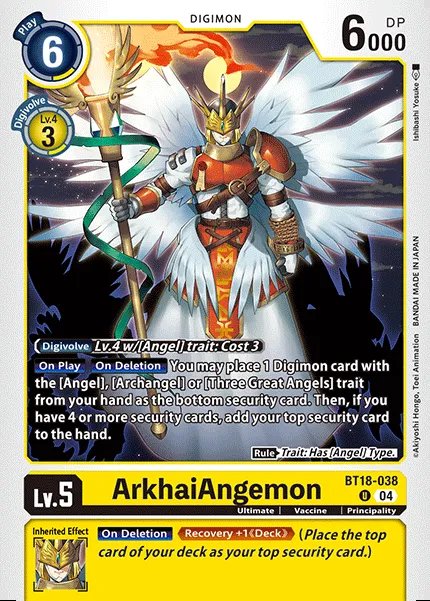 DIGIMON
Play
6
DP
6000
Digivolve
Lv.4
3
Ishibashi Yosuke
©Akiyoshi Hongo, Toei Animation BANDAI MADE IN JAPAN
Digivolve Lv.4 w/[Angel] trait: Cost 3
On Play On Deletion You may place 1 Digimon card with
the [Angel], [Archangel] or [Three Great Angels] trait
from your hand as the bottom security card. Then, if you
have 4 or more security cards, add your top security card
to the hand.
Rule Trait: Has [Angel] Type.
Lv.5
ArkhaiAngemon
BT18-038
U 04
Ultimate | Vaccine | Principality
Inherited Effect
On Deletion Recovery +1《Deck》 (Place the
top card of your deck as your top security card.)